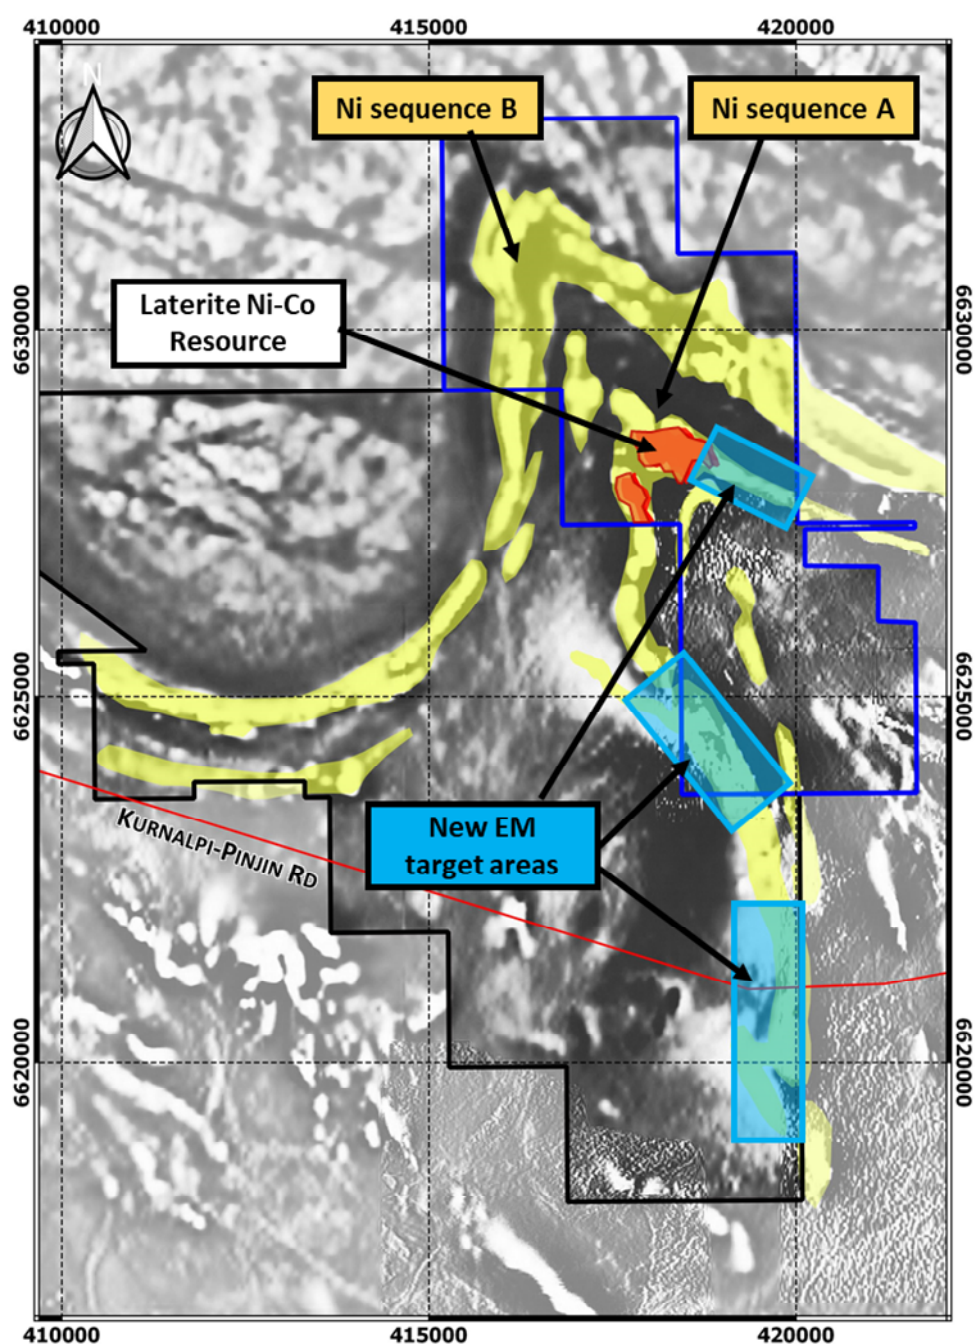 410000
415000
420000
N
Ni sequence B
Ni sequence A
Laterite Ni-Co
Resource
6630000
6630000
6625000
6625000
New EM
target areas
KURNALPI-PINJIN RD
6620000
6620000
410000
415000
420000